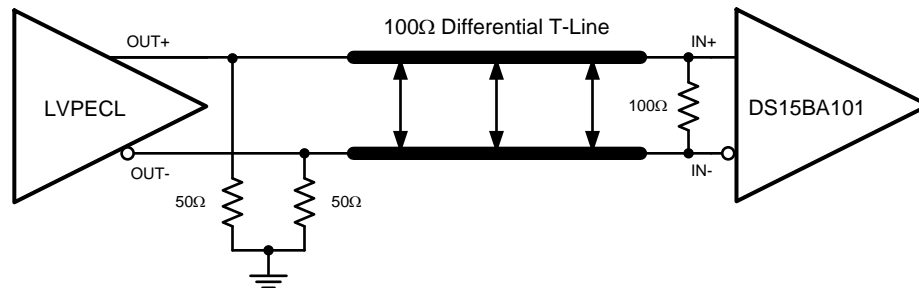 100Ω Differential T-Line
OUT+
IN+
LVPECL
100Ω
DS15BA101
OUT-
IN-
50Ω
50Ω